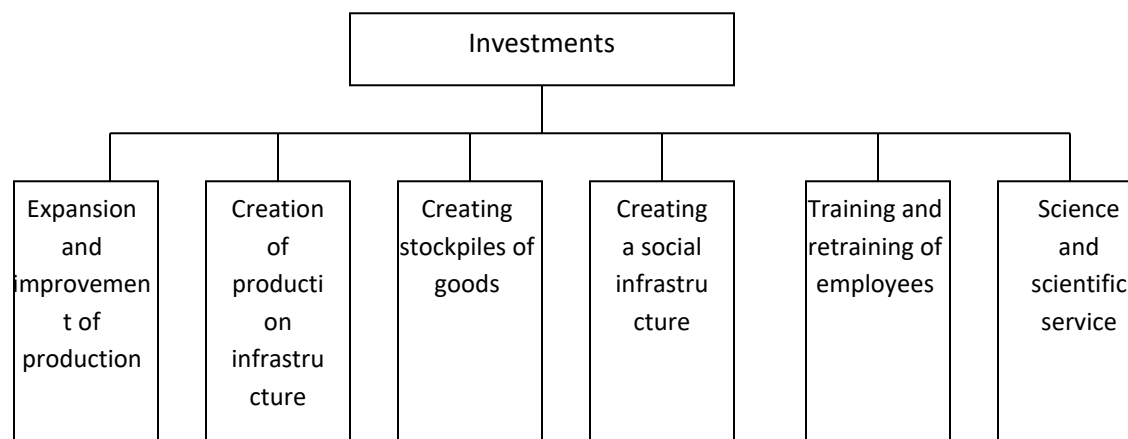 Investments
Expansion
and
improvemen
t of
production
Creation
of
producti
on
infrastru
cture
Creating
stockpiles of
goods
Creating
a social
infrastru
cture
Training and
retraining of
employees
Science
and
scientific
service